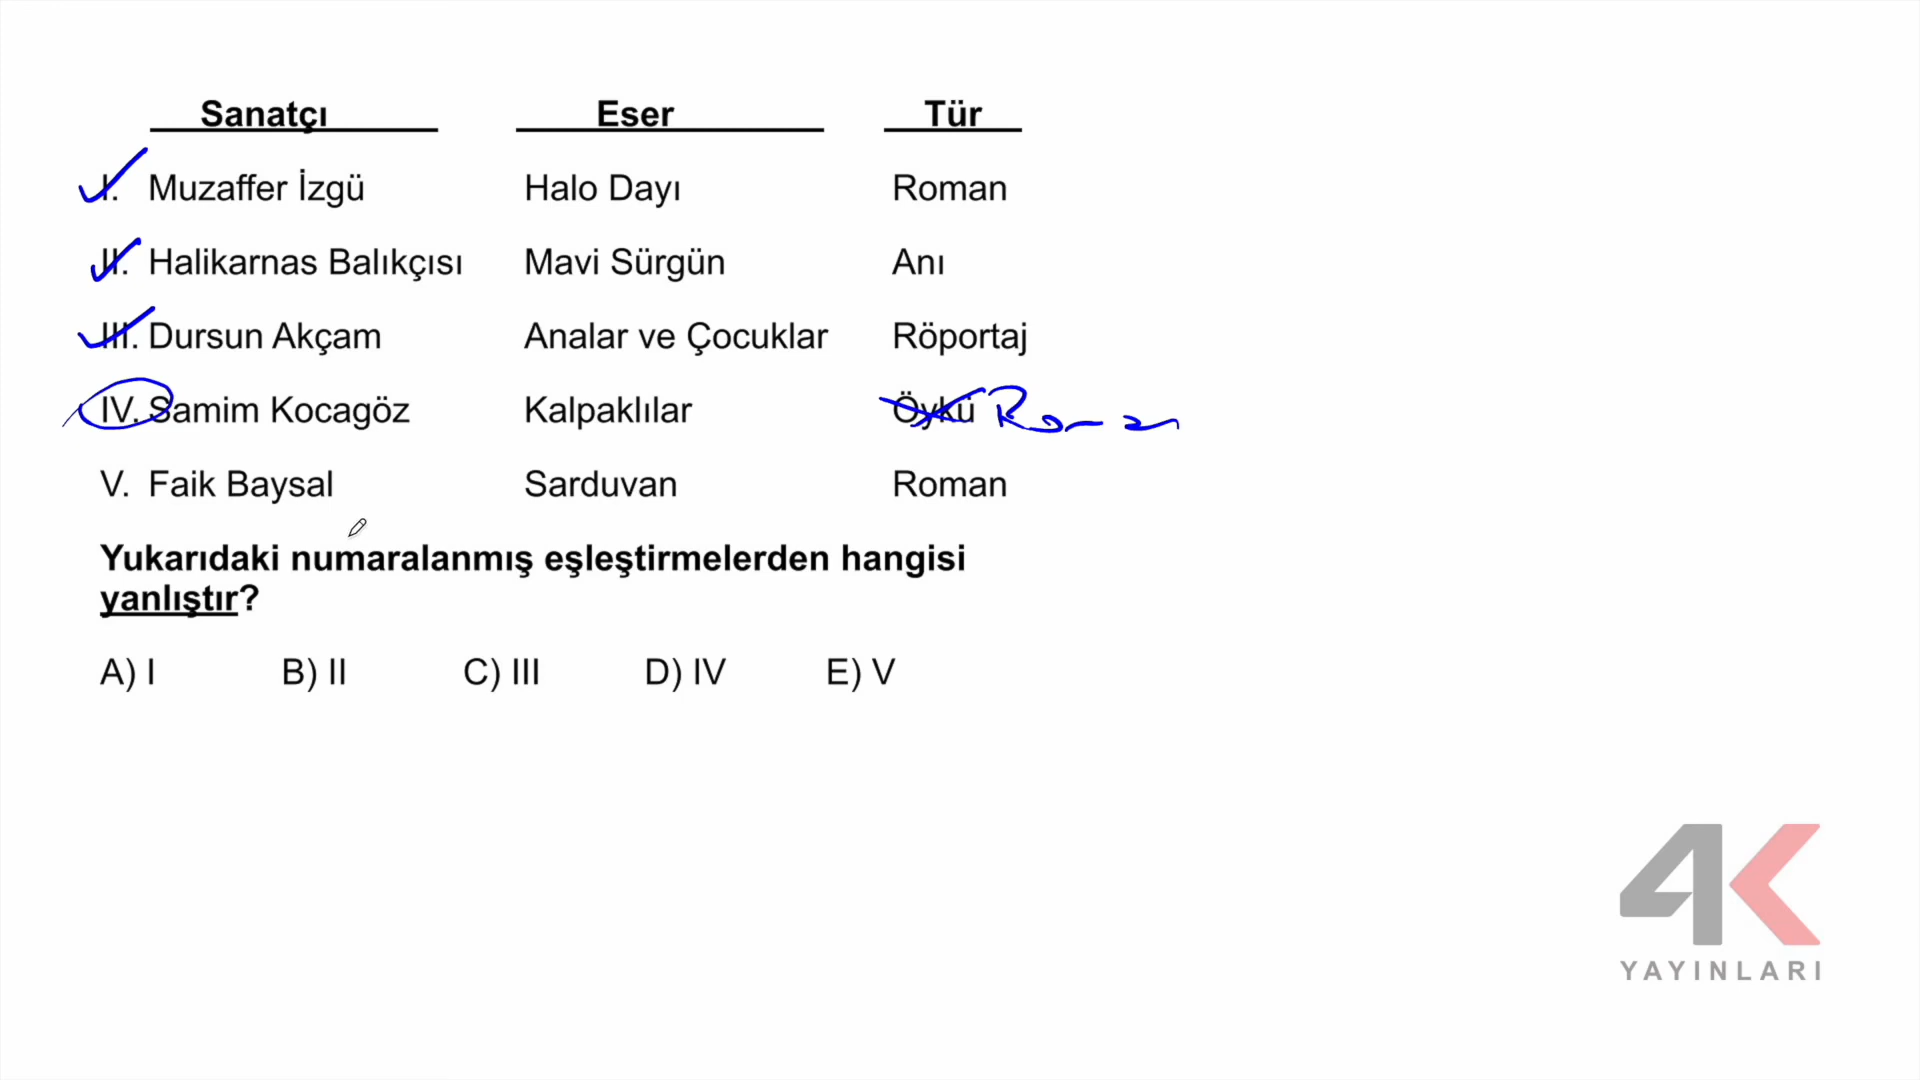 Sanatçı Eser Tür
I. Muzaffer İzgü Halo Dayı Roman
II. Halikarnas Balıkçısı Mavi Sürgün Anı
III. Dursun Akçam Analar ve Çocuklar Röportaj
IV. Samim Kocagöz Kalpaklılar Öykü Roman
V. Faik Baysal Sarduvan Roman
Yukarıdaki numaralanmış eşleştirmelerden hangisi
yanlıştır?
A) I B) II C) III D) IV E) V
4K
YAYINLARI